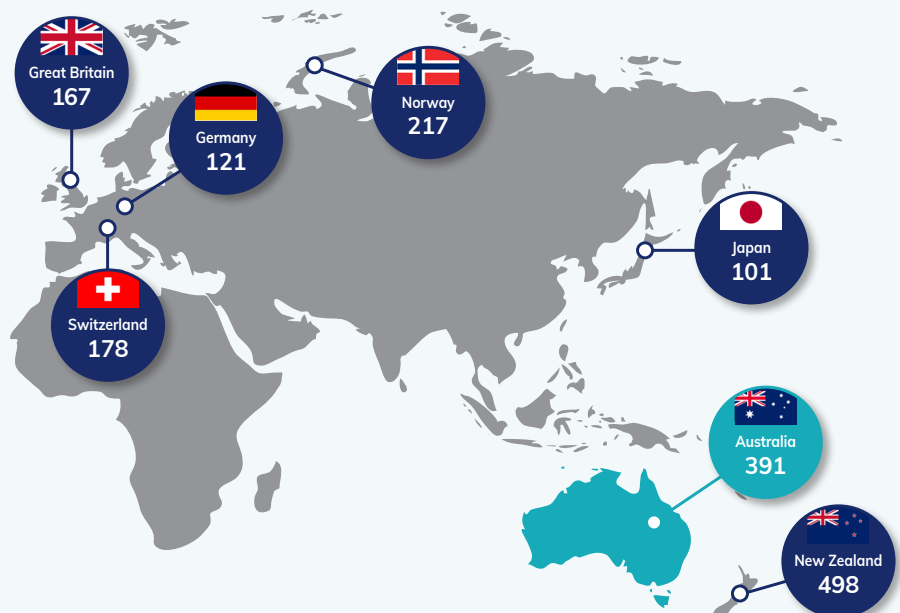 Great Britain
167
Germany
121
Norway
217
Japan
101
Switzerland
178
Australia
391
New Zealand
498